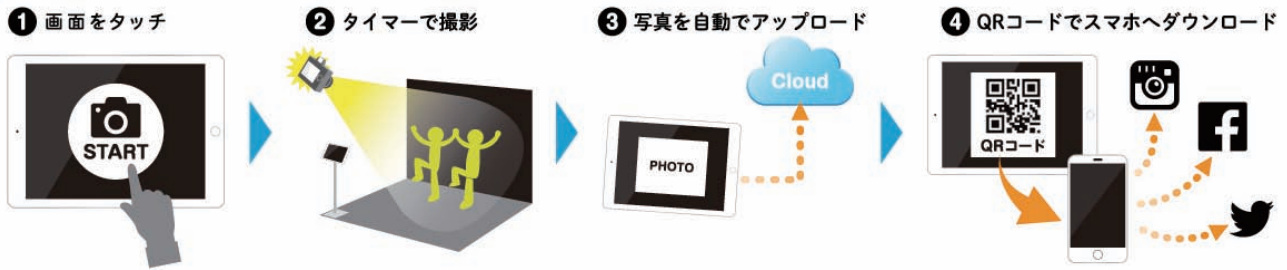 ❶ 画面をタッチ
START
❷ タイマーで撮影
❸ 写真を自動でアップロード
Cloud
PHOTO
❹ QRコードでスマホへダウンロード
QRコード